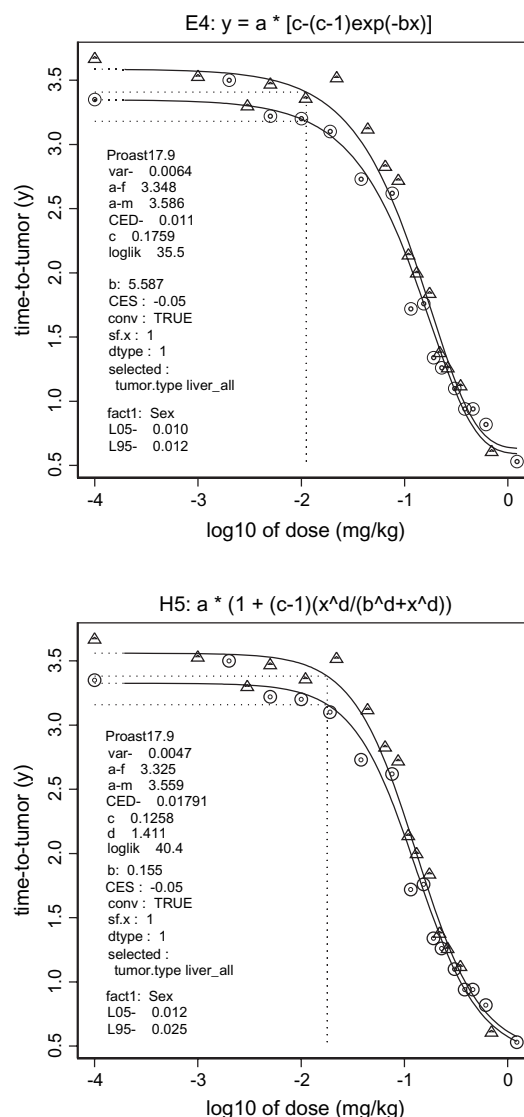 E4: y = a * [c-(c-1)exp(-bx)]
time-to-tumor (y)
3.5
3.0
2.5
2.0
1.5
1.0
0.5
Proast17.9
var- 0.0064
a-f 3.348
a-m 3.586
CED- 0.011
c 0.1759
loglik 35.5
b: 5.587
CES : -0.05
conv : TRUE
sf.x : 1
dtype : 1
selected :
tumor.type liver_all
fact1: Sex
L05- 0.010
L95- 0.012
-4 -3 -2 -1 0
log10 of dose (mg/kg)
H5: a * (1 + (c-1)(x^d/(b^d+x^d))
time-to-tumor (y)
3.5
3.0
2.5
2.0
1.5
1.0
0.5
Proast17.9
var- 0.0047
a-f 3.325
a-m 3.559
CED- 0.01791
c 0.1258
d 1.411
loglik 40.4
b: 0.155
CES : -0.05
conv : TRUE
sf.x : 1
dtype : 1
selected :
tumor.type liver_all
fact1: Sex
L05- 0.012
L95- 0.025
-4 -3 -2 -1 0
log10 of dose (mg/kg)